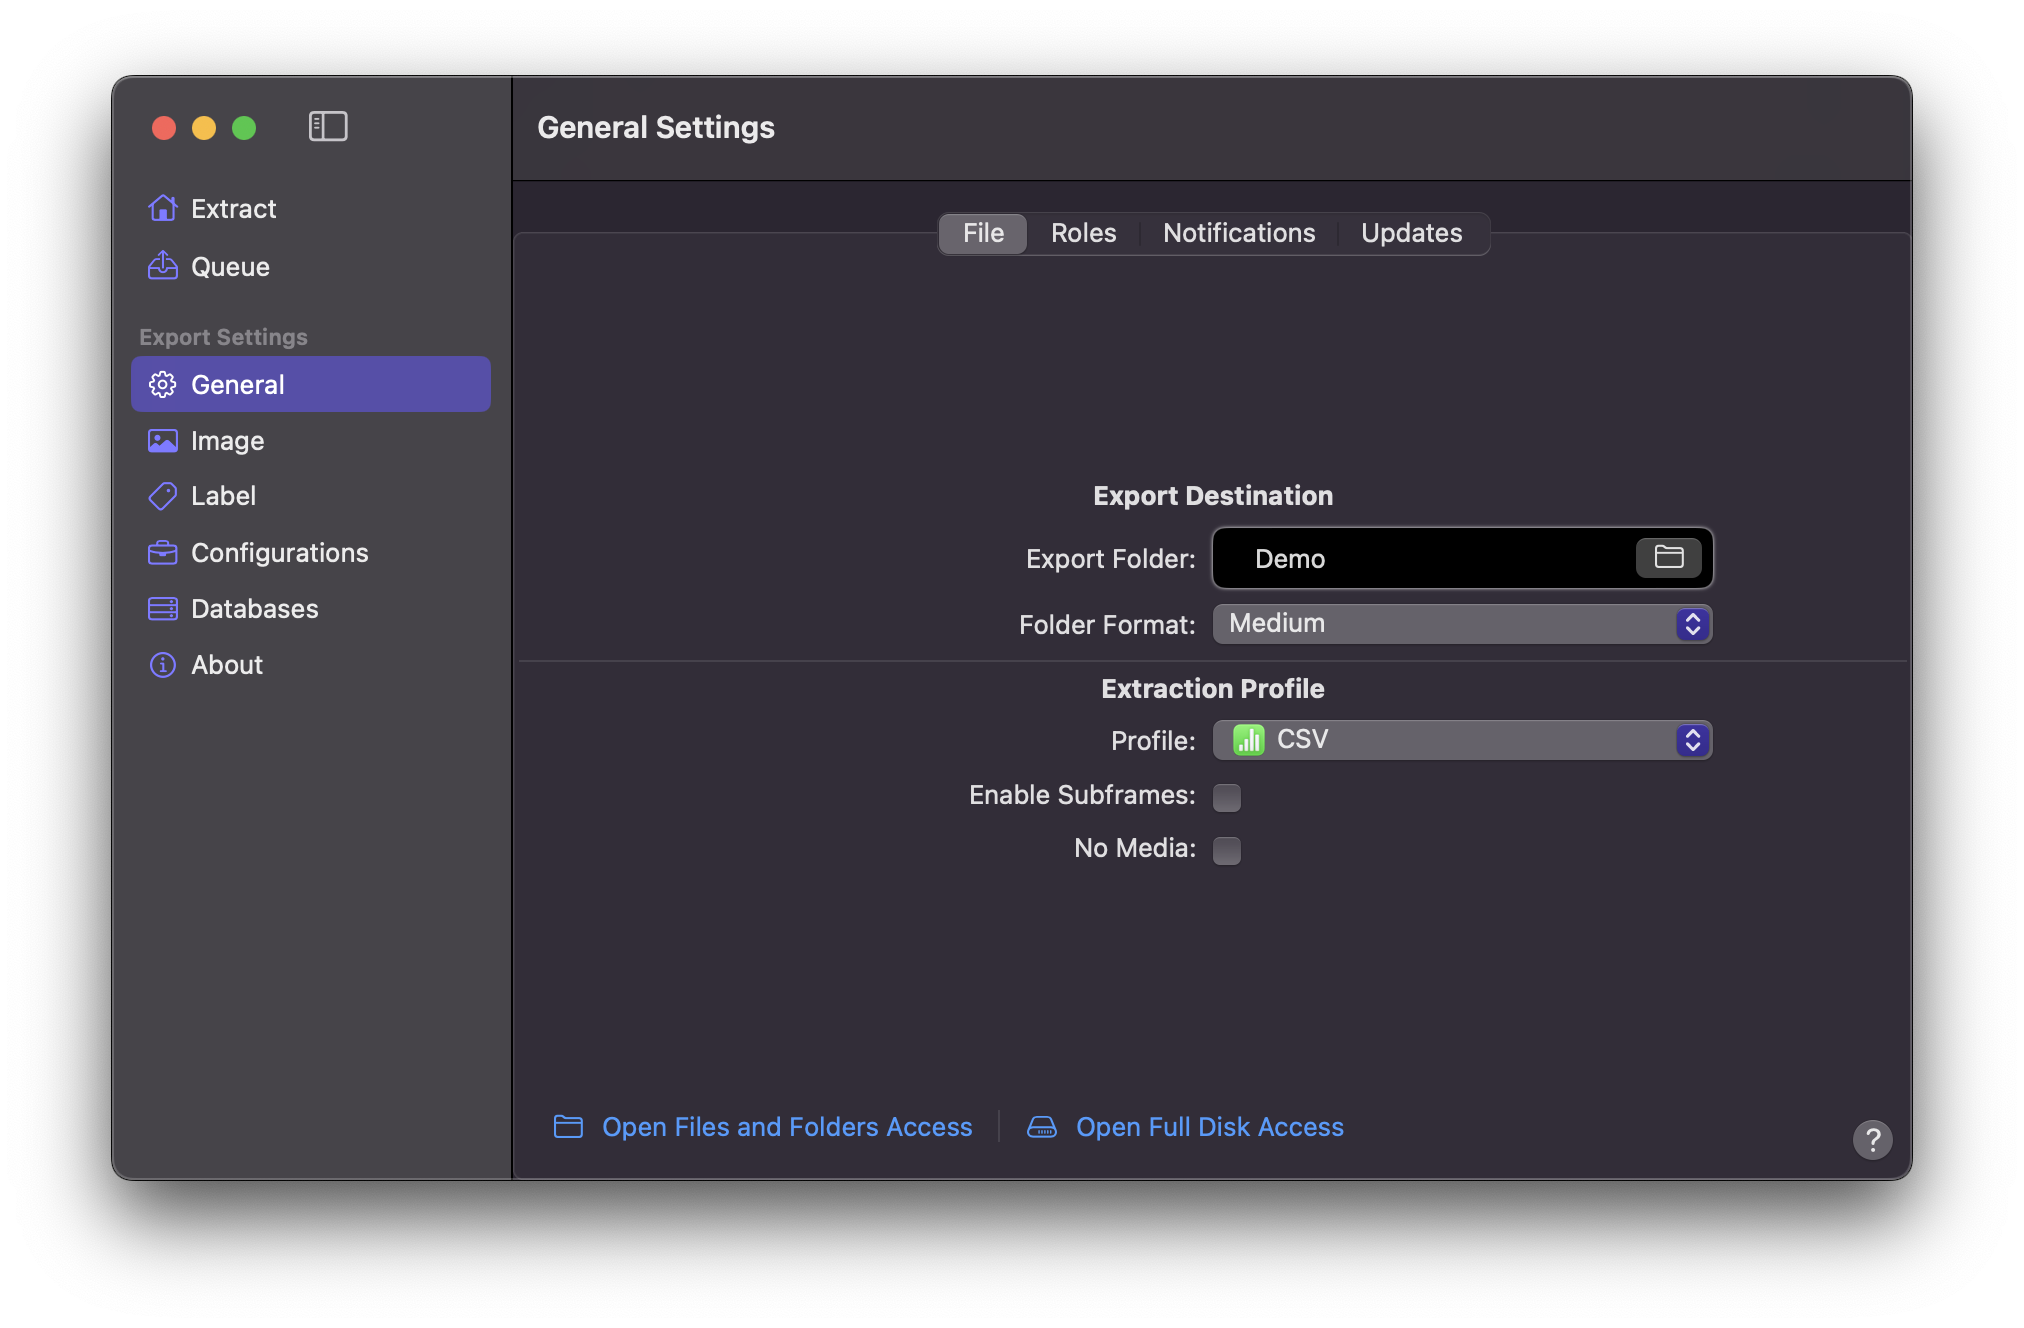 General Settings
Extract
Queue
Export Settings
General
Image
Label
Configurations
Databases
About
File
Roles
Notifications
Updates
Export Destination
Export Folder: Demo
Folder Format: Medium
Extraction Profile
Profile: CSV
Enable Subframes:
No Media:
Open Files and Folders Access
Open Full Disk Access
?